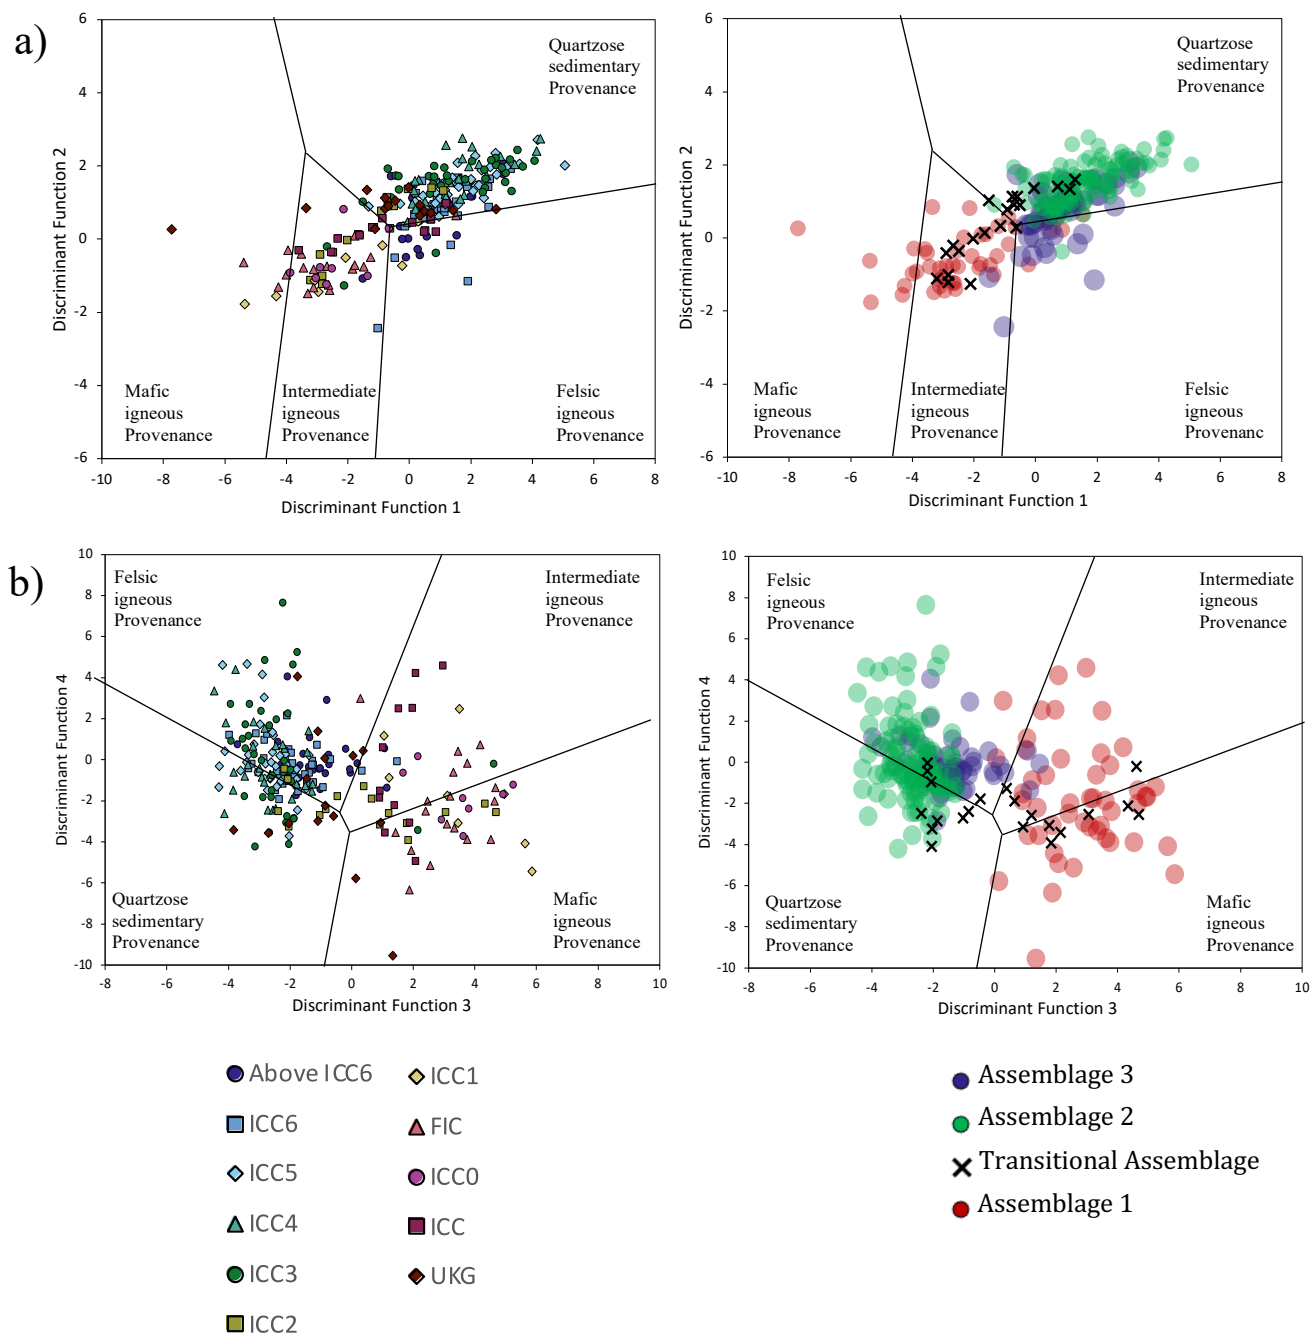 a)
6
4
2
0
-2
-4
-6
-10
-8
-6
-4
-2
0
2
4
6
8
Discriminant Function 2
Discriminant Function 1
Quartzose
sedimentary
Provenance
Mafic
igneous
Provenance
Intermediate
igneous
Provenance
Felsic
igneous
Provenance
6
4
2
0
-2
-4
-6
-10
-8
-6
-4
-2
0
2
4
6
8
Discriminant Function 2
Discriminant Function 1
Quartzose
sedimentary
Provenance
Mafic
igneous
Provenance
Intermediate
igneous
Provenance
Felsic
igneous
Provenanc
b)
10
8
6
4
2
0
-2
-4
-6
-8
-10
-8
-6
-4
-2
0
2
4
6
8
10
Discriminant Function 4
Discriminant Function 3
Felsic
igneous
Provenance
Intermediate
igneous
Provenance
Quartzose
sedimentary
Provenance
Mafic
igneous
Provenance
10
8
6
4
2
0
-2
-4
-6
-8
-10
-8
-6
-4
-2
0
2
4
6
8
10
Discriminant Function 4
Discriminant Function 3
Felsic
igneous
Provenance
Intermediate
igneous
Provenance
Quartzose
sedimentary
Provenance
Mafic
igneous
Provenance
Above ICC6
ICC6
ICC5
ICC4
ICC3
ICC2
ICC1
FIC
ICC0
ICC
UKG
Assemblage 3
Assemblage 2
Transitional Assemblage
Assemblage 1